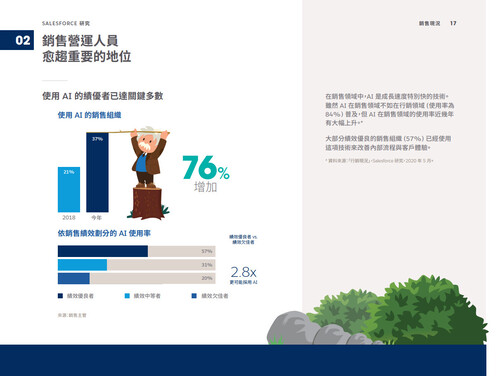 SALESFORCE 研究
銷售現況 17
02
銷售營運人員
愈趨重要的地位
使用 AI 的績優者已達關鍵多數
使用 AI 的銷售組織
37%
21%
2018 今年
76%
增加
依銷售績效劃分的 AI 使用率
績效優良者 vs.
績效欠佳者
57%
31%
20%
2.8x
更可能採用 AI
績效優良者 績效中等者 績效欠佳者
來源:銷售主管
在銷售領域中,AI 是成長速度特別快的技術。
雖然 AI 在銷售領域不如在行銷領域 (使用率為
84%) 普及,但 AI 在銷售領域的使用率近幾年
有大幅上升。*
大部分績效優良的銷售組織 (57%) 已經使用
這項技術來改善內部流程與客戶體驗。
* 資料來源:「行銷現況」,Salesforce 研究,2020 年 5 月。